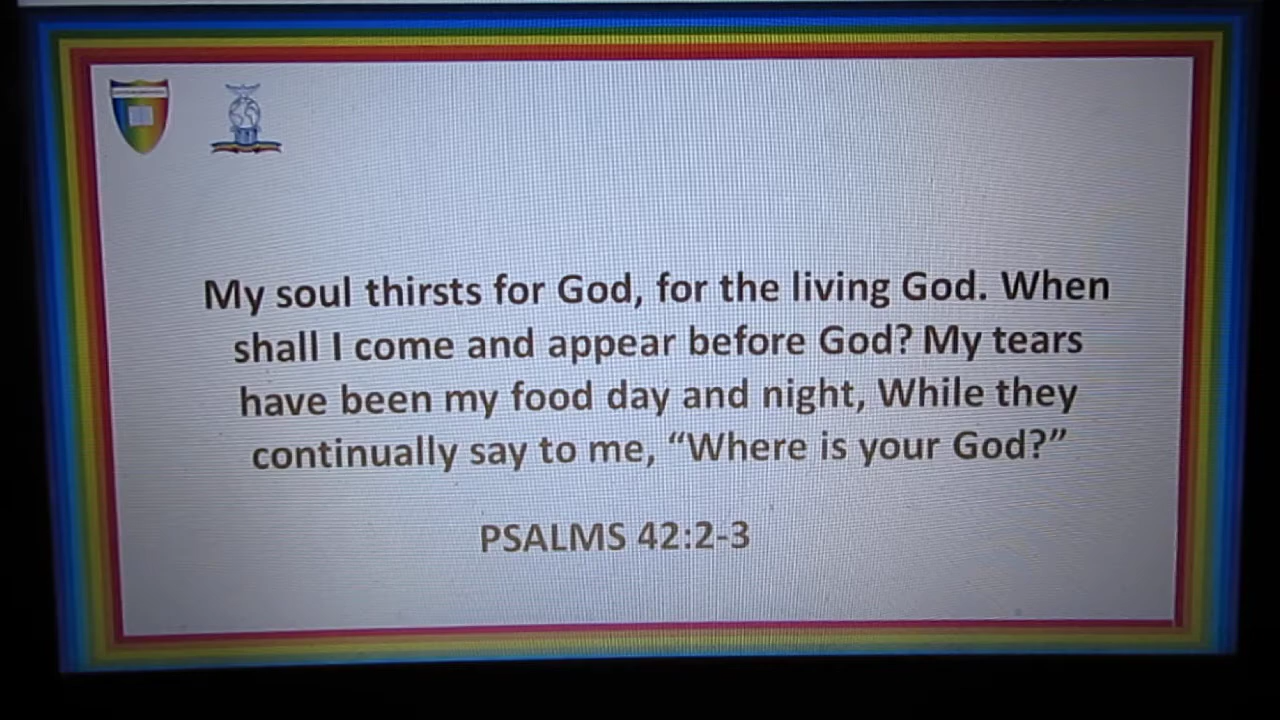 My soul thirsts for God, for the living God. When
shall I come and appear before God? My tears
have been my food day and night, While they
continually say to me, “Where is your God?”
PSALMS 42:2-3